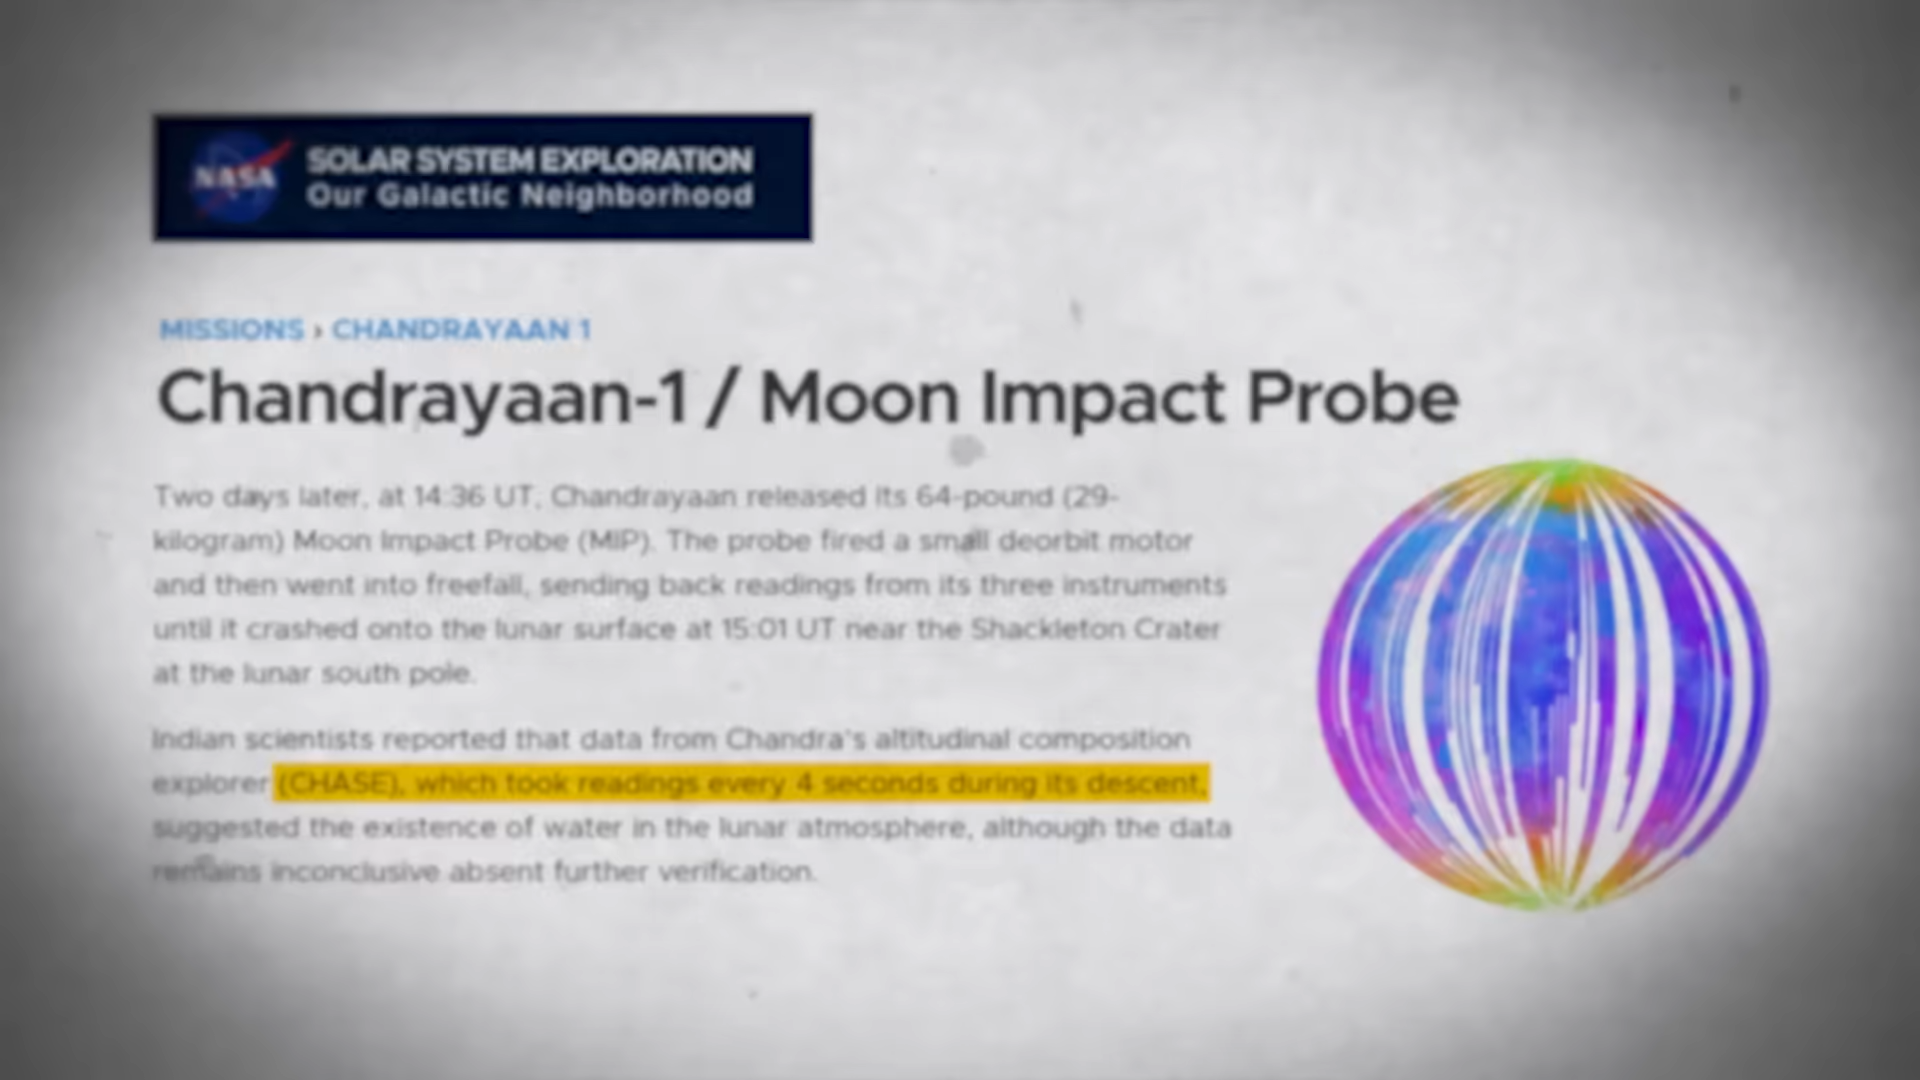 NASA
SOLAR SYSTEM EXPLORATION
Our Galactic Neighborhood
MISSIONS › CHANDRAYAAN 1
Chandrayaan-1 / Moon Impact Probe
Two days later, at 14:36 UT, Chandrayaan released its 64-pound (29-
kilogram) Moon Impact Probe (MIP). The probe fired a small deorbit motor
and then went into freefall, sending back readings from its three instruments
until it crashed onto the lunar surface at 15:01 UT near the Shackleton Crater
at the lunar south pole.
Indian scientists reported that data from Chandra's altitudinal composition
explorer (CHASE), which took readings every 4 seconds during its descent,
suggested the existence of water in the lunar atmosphere, although the data
remains inconclusive absent further verification.